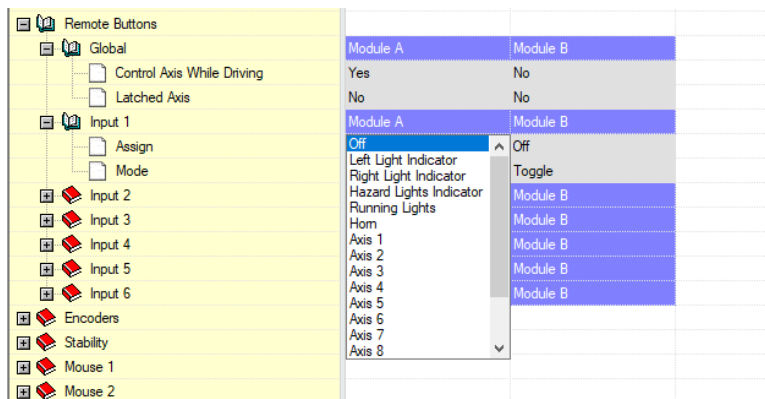 Remote Buttons
Global Module A Module B
Control Axis While Driving Yes No
Latched Axis No No
Input 1 Module A Module B
Assign Off Off
Mode Toggle
Left Light Indicator
Right Light Indicator
Hazard Lights Indicator
Running Lights
Horn
Axis 1
Axis 2
Axis 3
Axis 4
Axis 5
Axis 6
Axis 7
Axis 8
Input 2 Module B
Input 3 Module B
Input 4 Module B
Input 5 Module B
Input 6 Module B
Encoders
Stability
Mouse 1
Mouse 2